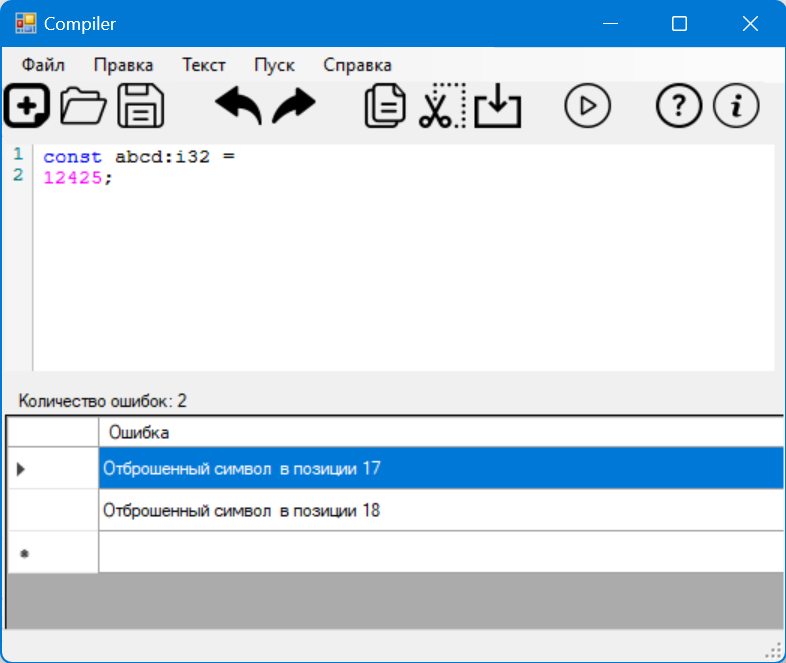 Compiler
Файл Правка Текст Пуск Справка
1 const abcd:i32 =
2 12425;
Количество ошибок: 2
Ошибка
Отброшенный символ  в позиции 17
Отброшенный символ  в позиции 18